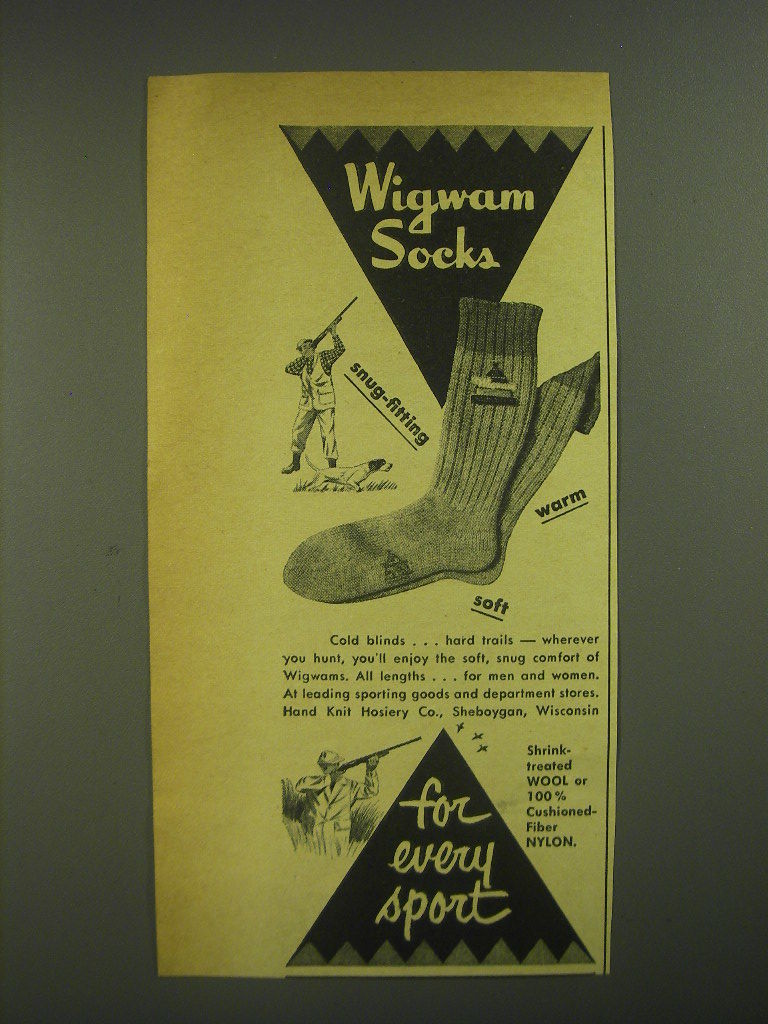 Wigwam
Socks
snug-fitting
warm
soft
Cold blinds . . . hard trails — wherever
you hunt, you'll enjoy the soft, snug comfort of
Wigwams. All lengths . . . for men and women.
At leading sporting goods and department stores.
Hand Knit Hosiery Co., Sheboygan, Wisconsin
Shrink-
treated
WOOL or
100%
Cushioned-
Fiber
NYLON.
for
every
sport